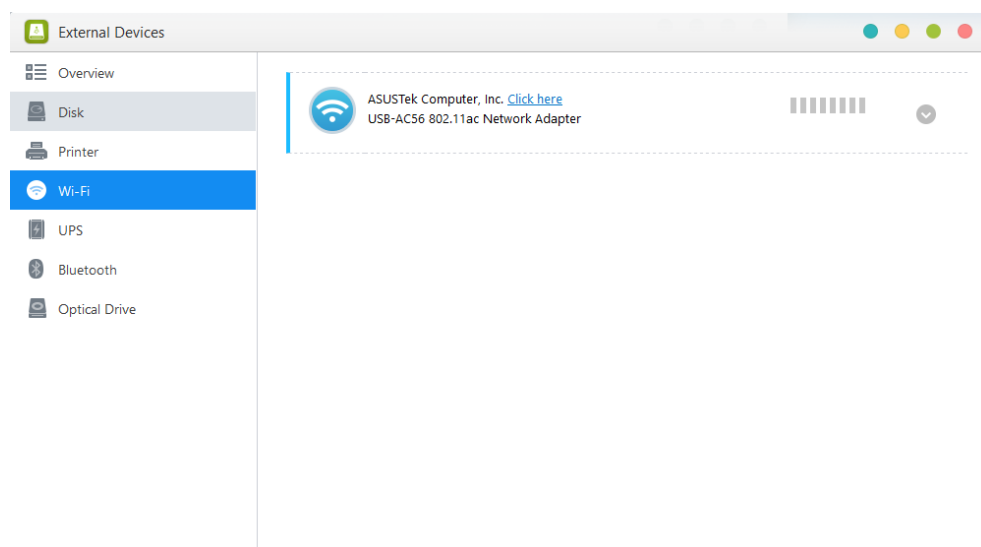 External Devices
Overview
Disk
Printer
Wi-Fi
UPS
Bluetooth
Optical Drive
ASUSTek Computer, Inc. Click here
USB-AC56 802.11ac Network Adapter